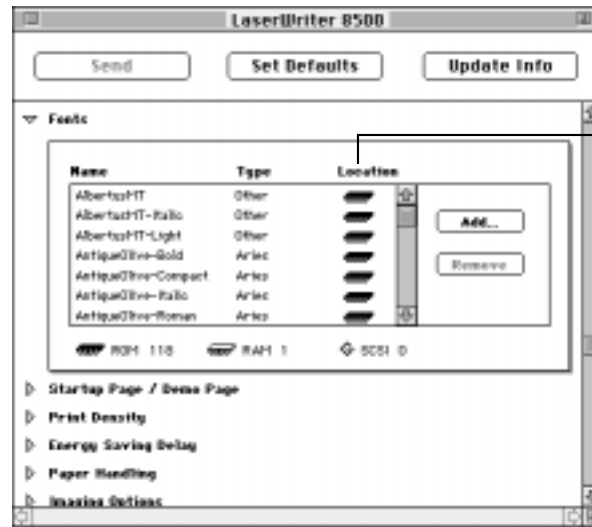 LaserWriter 8500
Send Set Defaults Update Info
Fonts
Name Type Location
AlbertusMT Other
AlbertusMT-Italic Other
AlbertusMT-Light Other
AntiqueOlive-Bold Aries
AntiqueOlive-Compact Aries
AntiqueOlive-Italic Aries
AntiqueOlive-Roman Aries
Add...
Remove
ROM 118 RAM 1 SCSI 0
Startup Page / Demo Page
Print Density
Energy Saving Delay
Paper Handling
Imaging Options